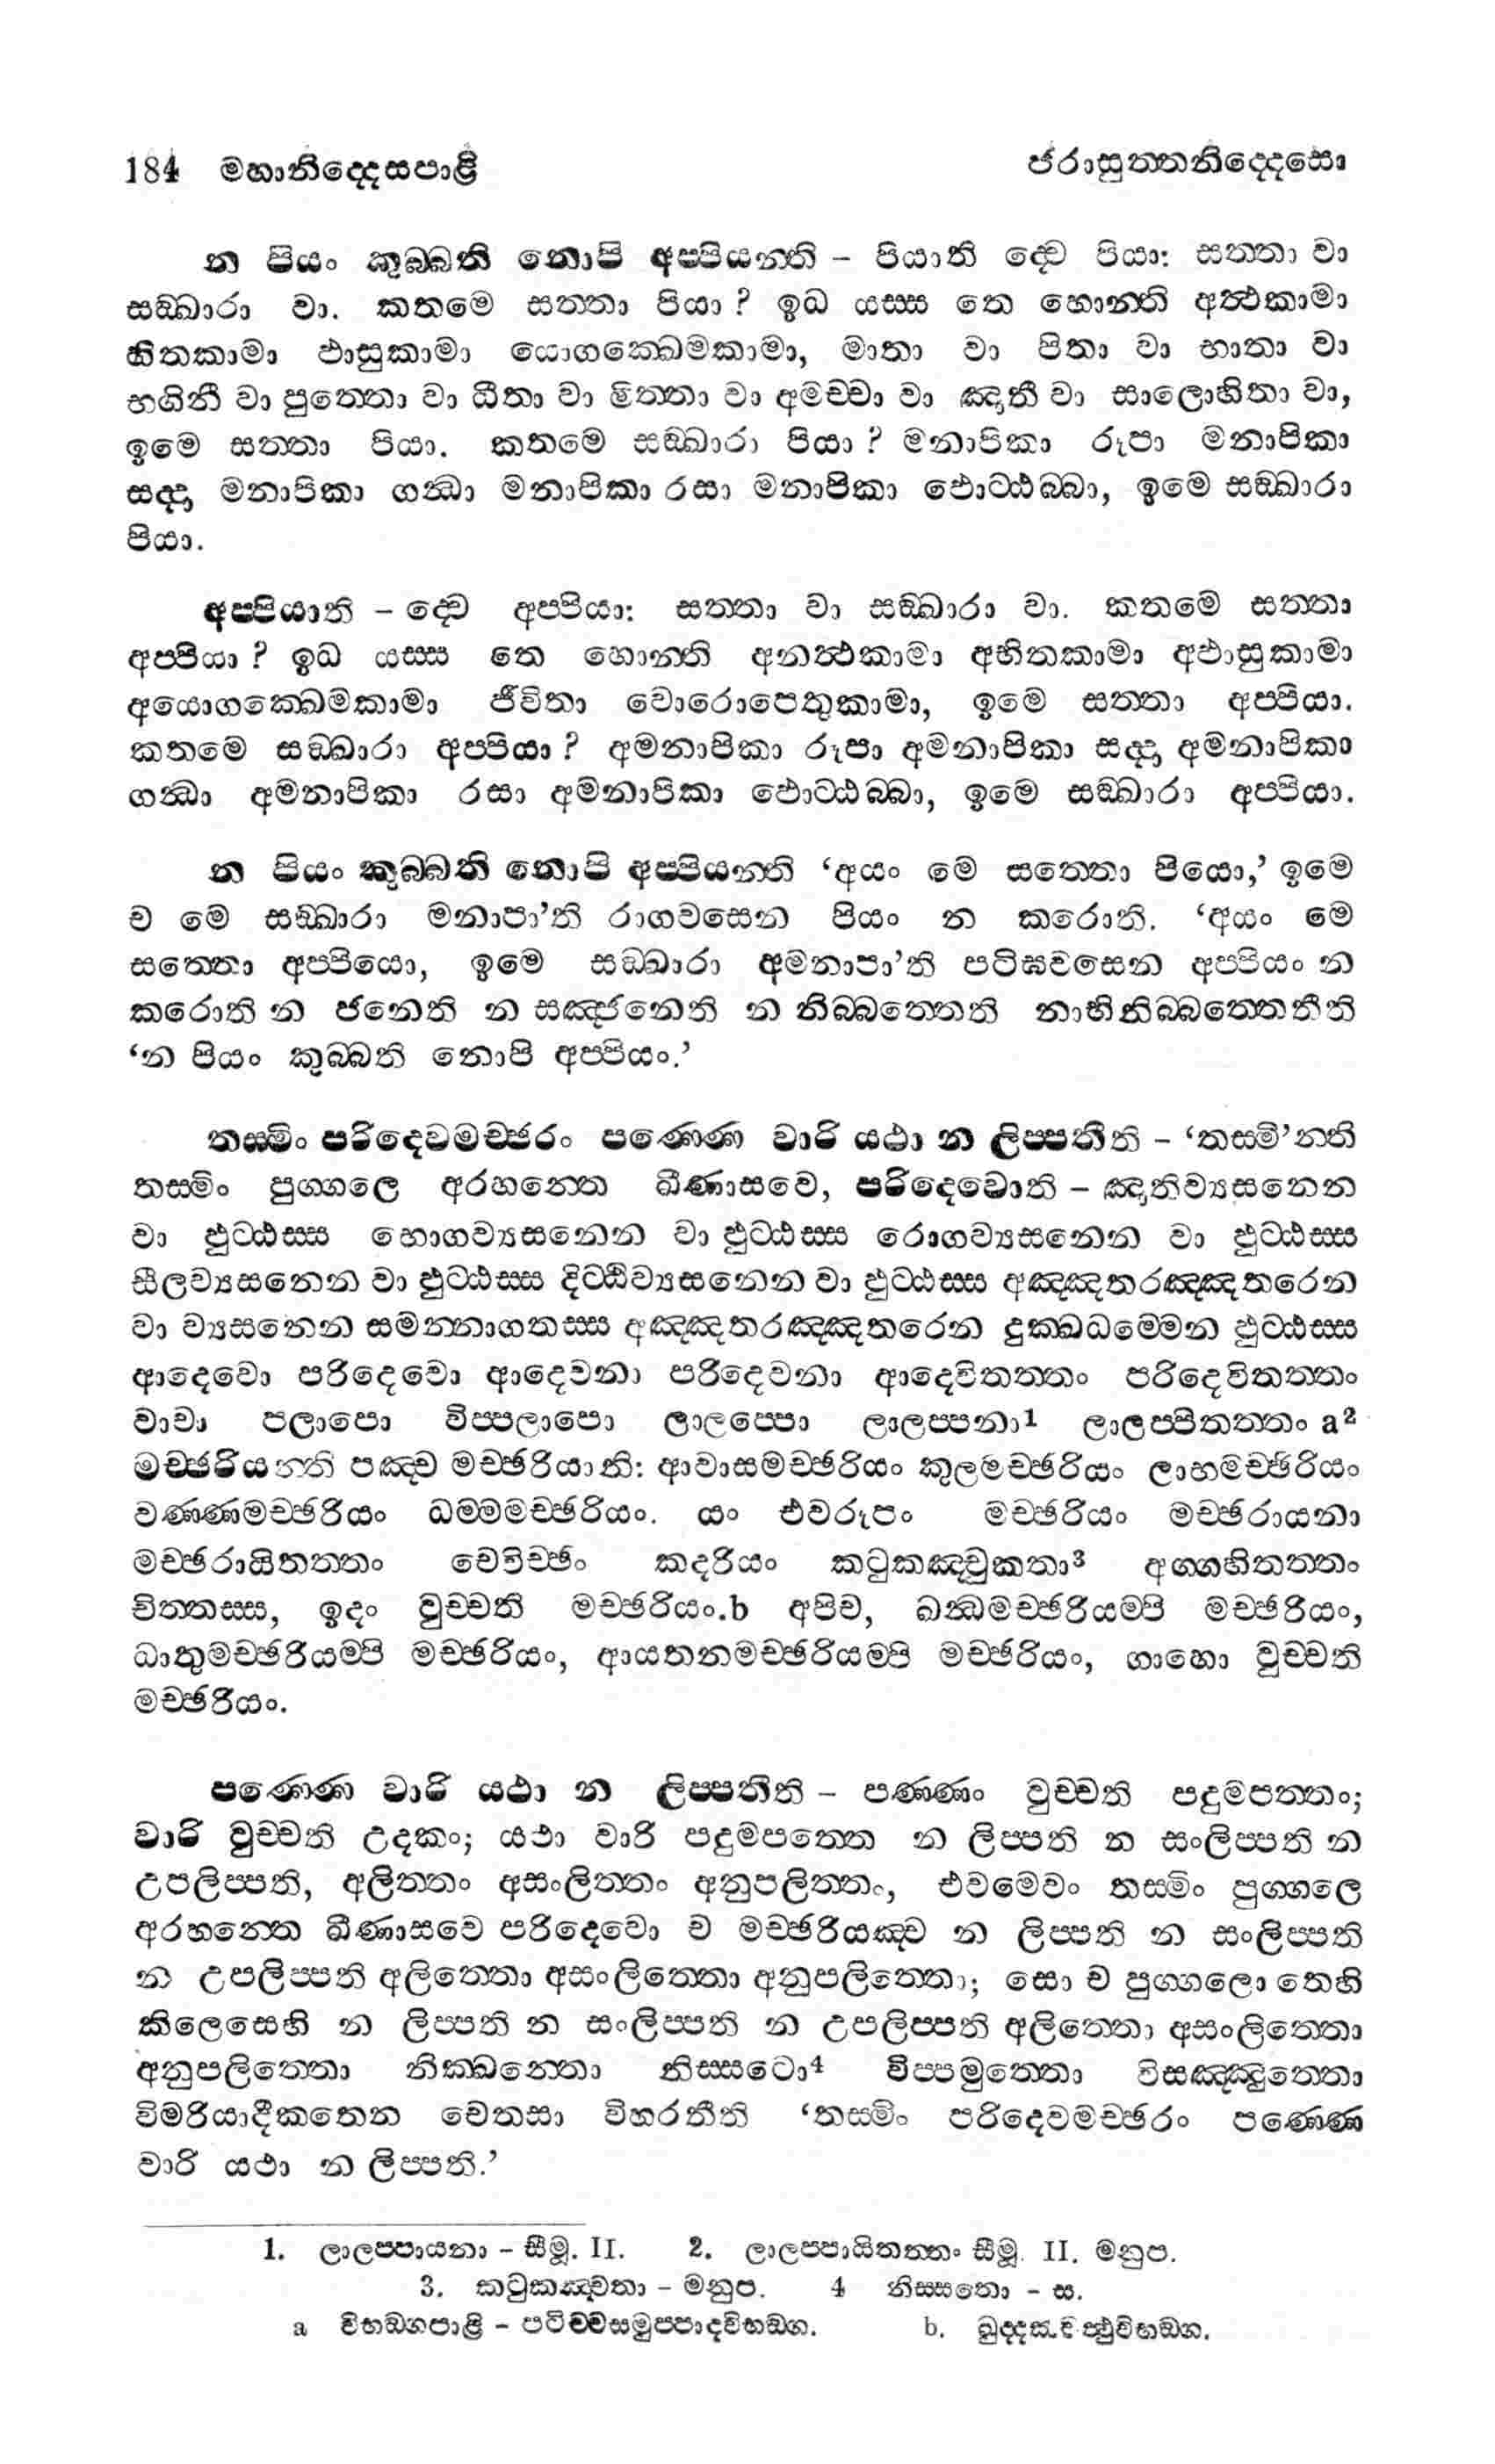 184 මහානිද්දෙසපාළි ජරාසුත්තනිද්දෙසො
න පියං කුබ්බති නොපි අප්පියන්ති – පියාති ද්වෙ පියා: සත්තා වා
සඞ්ඛාරා වා. කතමෙ සත්තා පියා? ඉධ යස්ස තෙ හොන්ති අත්ථකාමා
හිතකාමා ඵාසුකාමා යොගක්ඛෙමකාමා, මාතා වා පිතා වා භාතා වා
භගිනී වා පුත්තො වා ධීතා වා මිත්තා වා අමච්චා වා ඤාතී වා සාලොහිතා වා,
ඉමෙ සත්තා පියා. කතමෙ සඞ්ඛාරා පියා? මනාපිකා රූපා මනාපිකා
සද්දා මනාපිකා ගන්ධා මනාපිකා රසා මනාපිකා ඵොට්ඨබ්බා, ඉමෙ සඞ්ඛාරා
පියා.
අප්පියාති – ද්වෙ අප්පියා: සත්තා වා සඞ්ඛාරා වා. කතමෙ සත්තා
අප්පියා? ඉධ යස්ස තෙ හොන්ති අනත්ථකාමා අහිතකාමා අඵාසුකාමා
අයොගක්ඛෙමකාමා ජීවිතා වොරොපෙතුකාමා, ඉමෙ සත්තා අප්පියා.
කතමෙ සඞ්ඛාරා අප්පියා? අමනාපිකා රූපා අමනාපිකා සද්දා අමනාපිකා
ගන්ධා අමනාපිකා රසා අමනාපිකා ඵොට්ඨබ්බා, ඉමෙ සඞ්ඛාරා අප්පියා.
න පියං කුබ්බති නොපි අප්පියන්ති ‘අයං මෙ සත්තො පියො,’ ඉමෙ
ච මෙ සඞ්ඛාරා මනාපා’ති රාගවසෙන පියං න කරොති. ‘අයං මෙ
සත්තො අප්පියො, ඉමෙ සඞ්ඛාරා අමනාපා’ති පටිඝවසෙන අප්පියං න
කරොති න ජනෙති න සඤ්ජනෙති න නිබ්බත්තෙති නාභිනිබ්බත්තෙතීති
‘න පියං කුබ්බති නොපි අප්පියං.’
තස්මිං පරිදෙවමච්ඡරං පණ්ණෙ වාරි යථා න ලිප්පතීති – ‘තස්මි’න්ති
තස්මිං පුග්ගලෙ අරහන්තෙ ඛීණාසවෙ, පරිදෙවොති – ඤාතිව්‍යසනෙන
වා ඵුට්ඨස්ස භොගව්‍යසනෙන වා ඵුට්ඨස්ස රොගව්‍යසනෙන වා ඵුට්ඨස්ස
සීලව්‍යසනෙන වා ඵුට්ඨස්ස දිට්ඨිව්‍යසනෙන වා ඵුට්ඨස්ස අඤ්ඤතරඤ්ඤතරෙන
වා ව්‍යසනෙන සමන්නාගතස්ස අඤ්ඤතරඤ්ඤතරෙන දුක්ඛධම්මෙන ඵුට්ඨස්ස
ආදෙවො පරිදෙවො ආදෙවනා පරිදෙවනා ආදෙවිතත්තං පරිදෙවිතත්තං
වාචා පලාපො විප්පලාපො ලාලප්පො ලාලප්පනා1 ලාලප්පිතත්තං a2
මච්ඡරියන්ති පඤ්ච මච්ඡරියානි: ආවාසමච්ඡරියං කුලමච්ඡරියං ලාභමච්ඡරියං
වණ්ණමච්ඡරියං ධම්මමච්ඡරියං. යං එවරූපං මච්ඡරියං මච්ඡරායනා
මච්ඡරායිතත්තං වෙවිච්ඡං කදරියං කටුකඤ්චුකතා3 අග්ගහිතත්තං
චිත්තස්ස, ඉදං වුච්චති මච්ඡරියං.b අපිච, ඛන්ධමච්ඡරියම්පි මච්ඡරියං,
ධාතුමච්ඡරියම්පි මච්ඡරියං, ආයතනමච්ඡරියම්පි මච්ඡරියං, ගාහො වුච්චති
මච්ඡරියං.
පණ්ණෙ වාරි යථා න ලිප්පතීති – පණ්ණං වුච්චති පදුමපත්තං;
වාරි වුච්චති උදකං; යථා වාරි පදුමපත්තෙ න ලිප්පති න සංලිප්පති න
උපලිප්පති, අලිත්තං අසංලිත්තං අනුපලිත්තං, එවමෙවං තස්මිං පුග්ගලෙ
අරහන්තෙ ඛීණාසවෙ පරිදෙවො ච මච්ඡරියඤ්ච න ලිප්පති න සංලිප්පති
න උපලිප්පති අලිත්තො අසංලිත්තො අනුපලිත්තො; සො ච පුග්ගලො තෙහි
කිලෙසෙහි න ලිප්පති න සංලිප්පති න උපලිප්පති අලිත්තො අසංලිත්තො
අනුපලිත්තො නික්ඛන්තො නිස්සටො4 විප්පමුත්තො විසඤ්ඤුත්තො
විමරියාදීකතෙන චෙතසා විහරතීති ‘තස්මිං පරිදෙවමච්ඡරං පණ්ණෙ
වාරි යථා න ලිප්පති.’
1. ලාලප්පායනා – සීමූ. II. 2. ලාලප්පායිතත්තං සීමූ. II. මනුප.
3. කටුකඤ්චතා – මනුප. 4 නිස්සතො – ස.
a විභඞ්ගපාළි – පටිච්චසමුප්පාදවිභඞ්ග. b.